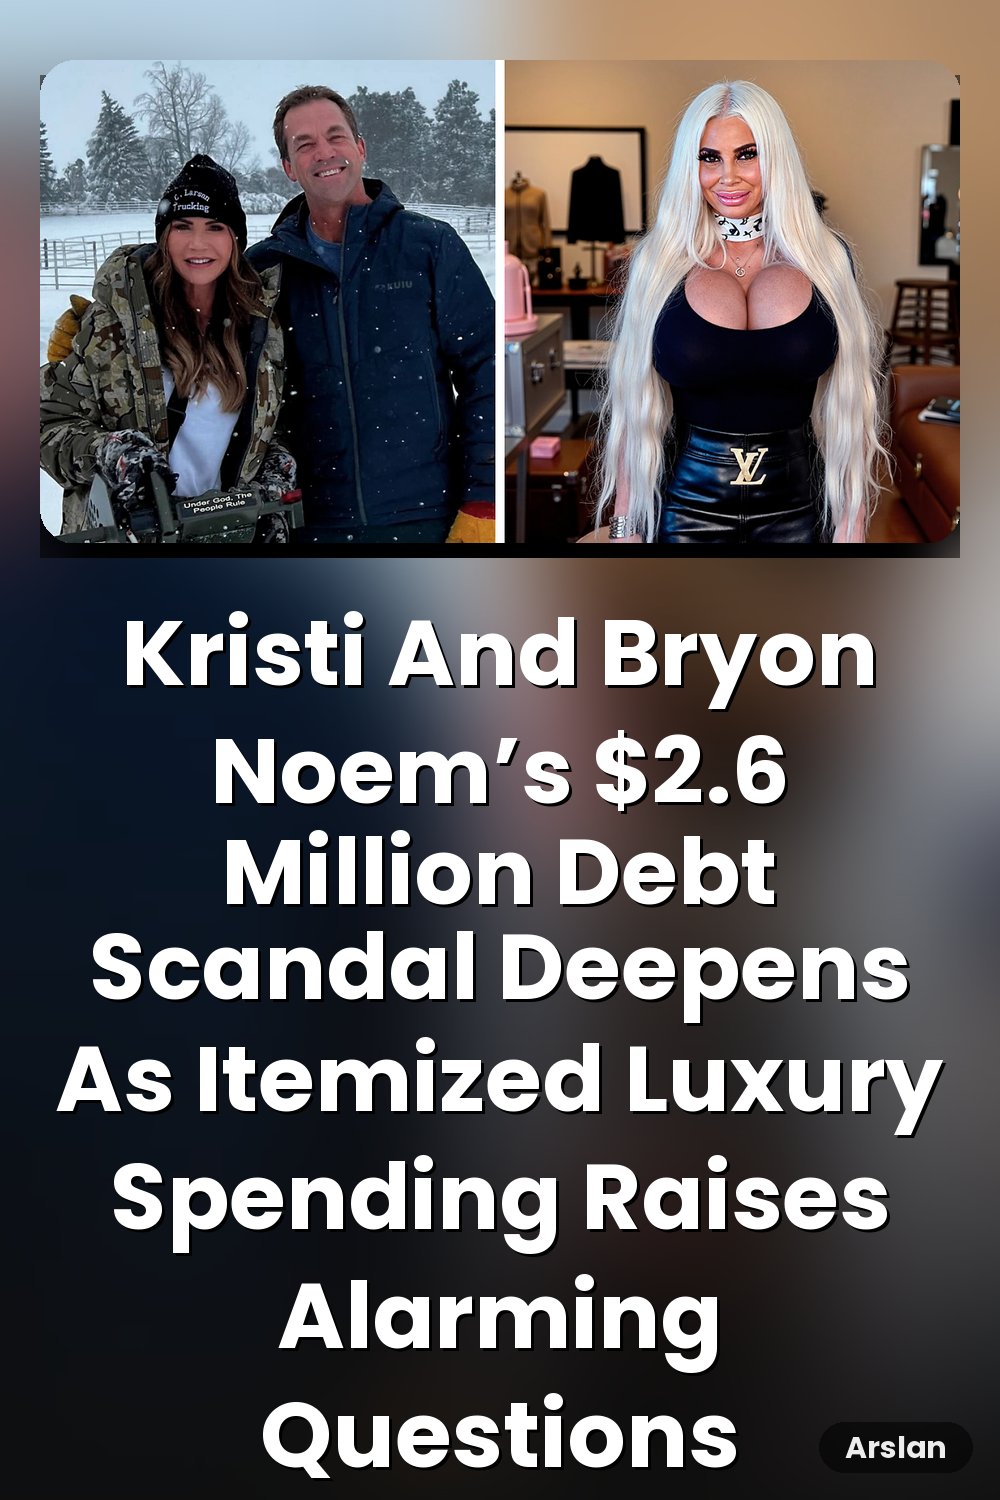 C. Larson
Trucking
KUIU
Under God, The
People Rule
LV
Kristi And Bryon
Noem’s $2.6
Million Debt
Scandal Deepens
As Itemized Luxury
Spending Raises
Alarming
Questions
Arslan